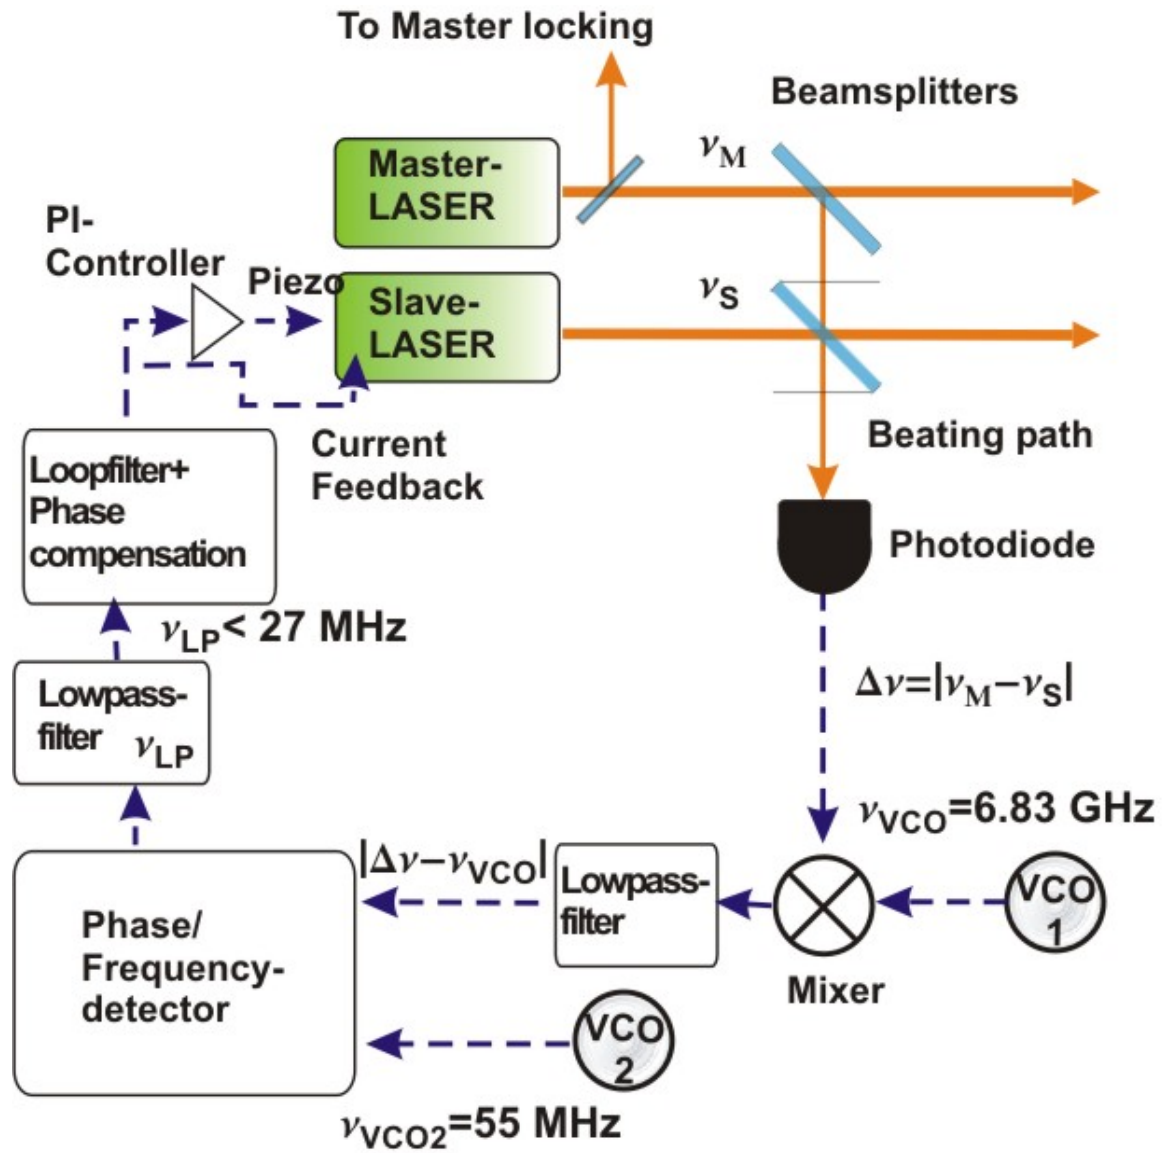 To Master locking
Beamsplitters
Master-
LASER
νM
PI-
Controller
Piezo
Slave-
LASER
νS
Current
Feedback
Beating path
Loopfilter+
Phase
compensation
Photodiode
νLP< 27 MHz
Δν=|νM−νS|
Lowpass-
filter νLP
νVCO=6.83 GHz
|Δν−νVCO|
Lowpass-
filter
VCO
1
Phase/
Frequency-
detector
Mixer
VCO
2
νVCO2=55 MHz